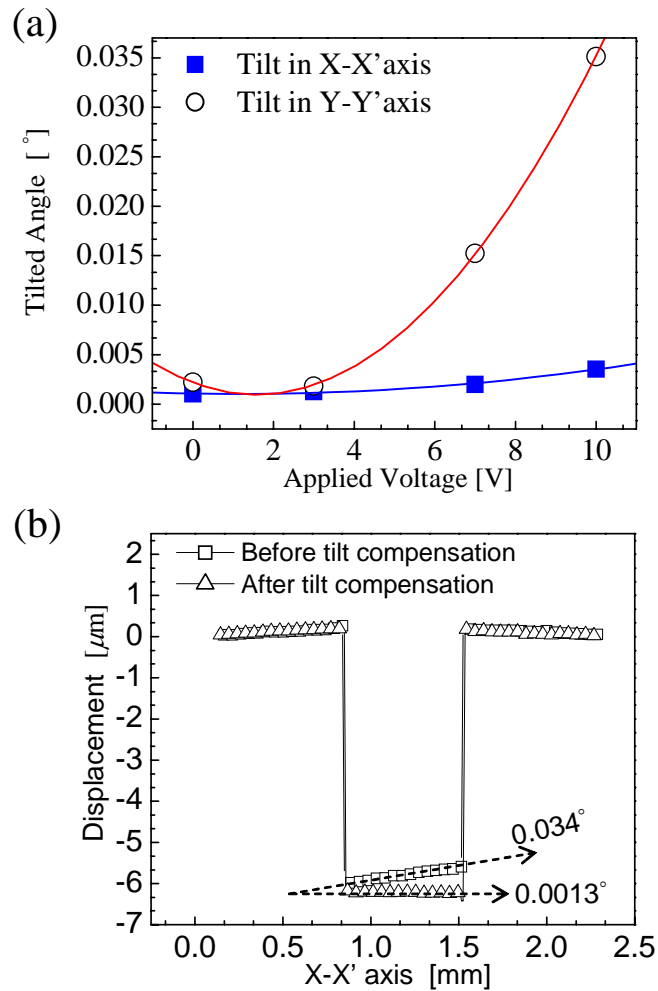 (a)
0.035
0.030
0.025
0.020
0.015
0.010
0.005
0.000
Tilted Angle [°]
Tilt in X-X'axis
Tilt in Y-Y'axis
0 2 4 6 8 10
Applied Voltage [V]
(b)
2
1
0
-1
-2
-3
-4
-5
-6
-7
Displacement [μm]
Before tilt compensation
After tilt compensation
0.034°
0.0013°
0.0 0.5 1.0 1.5 2.0 2.5
X-X' axis [mm]